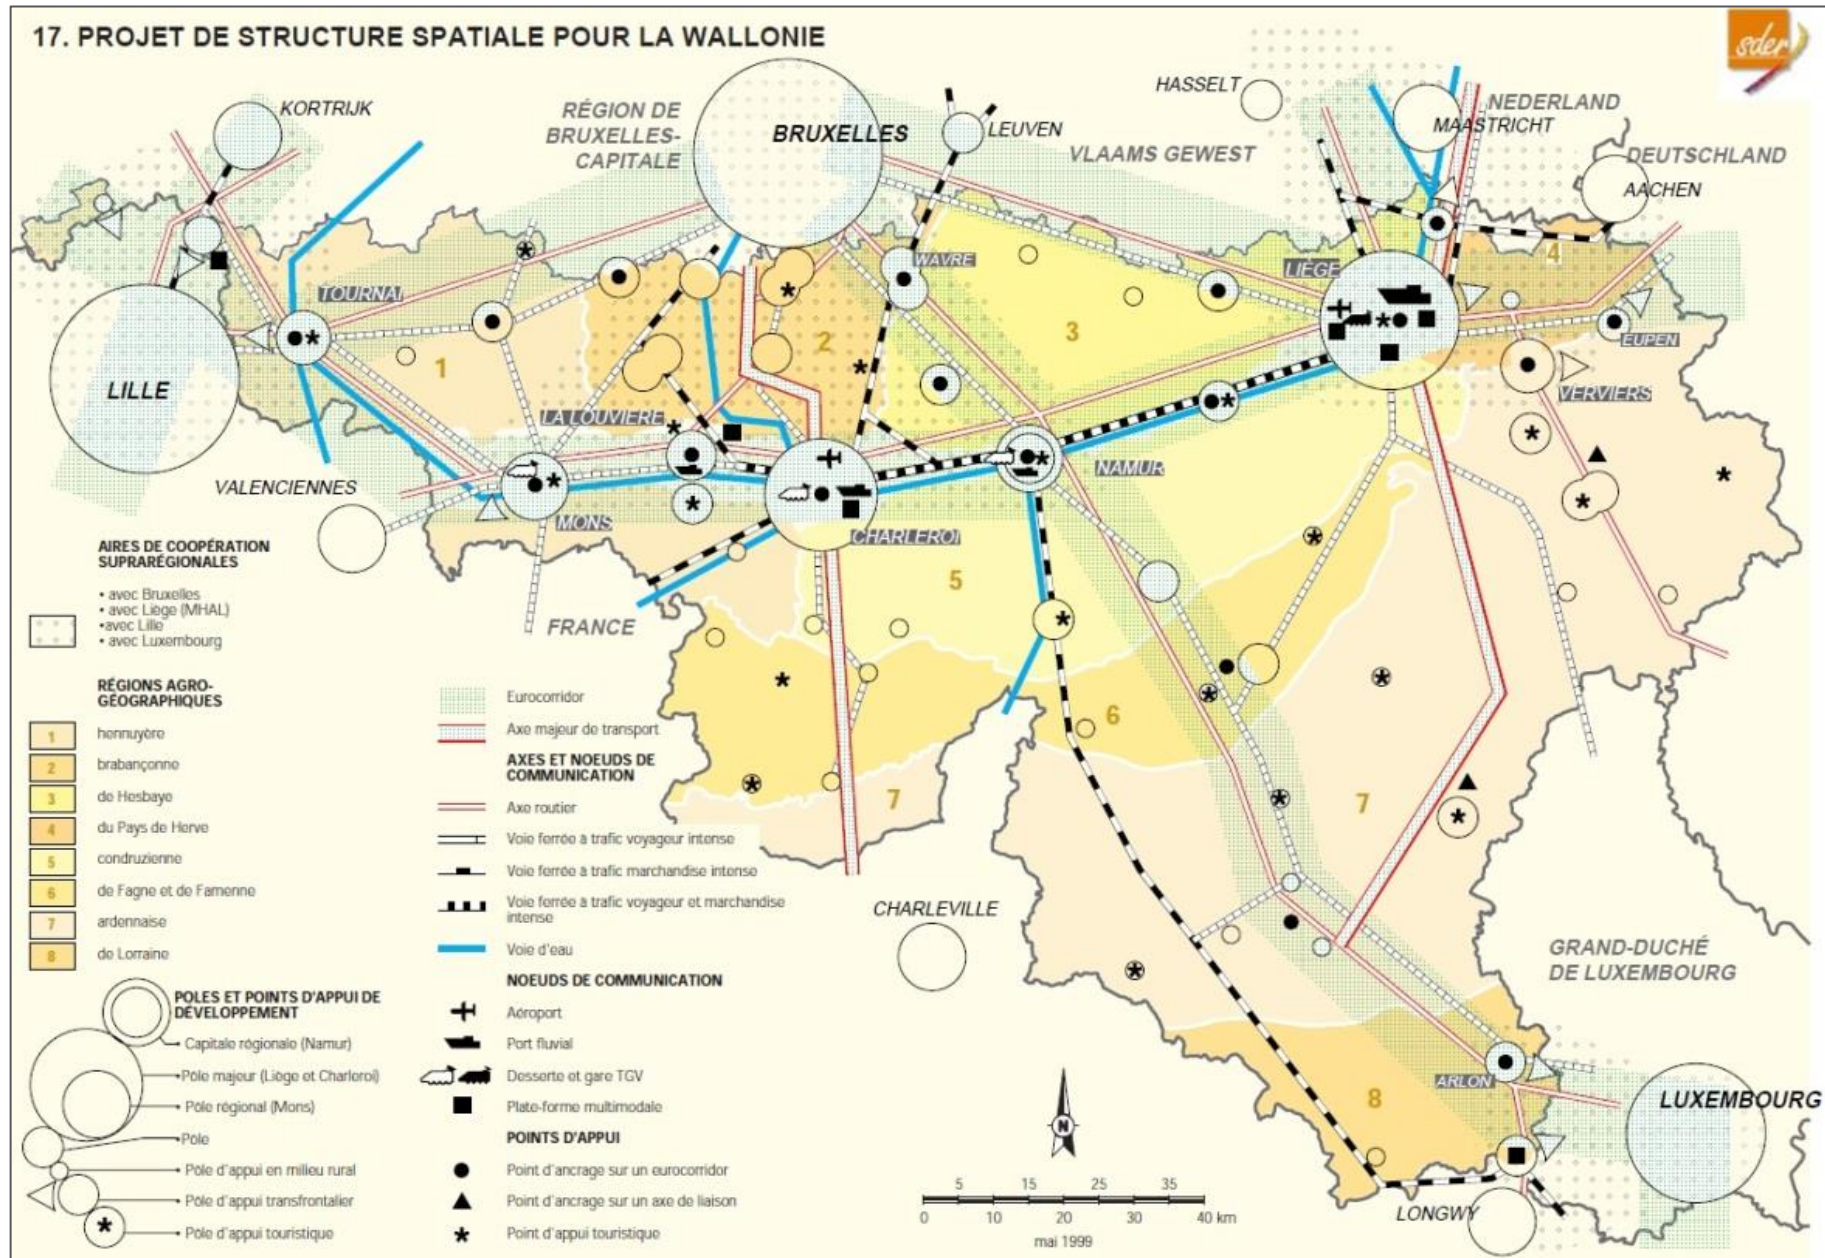 17. PROJET DE STRUCTURE SPATIALE POUR LA WALLONIE
sder
KORTRIJK
RÉGION DE
BRUXELLES-
CAPITALE
BRUXELLES
LEUVEN
VLAAMS GEWEST
HASSELT
NEDERLAND
MAASTRICHT
DEUTSCHLAND
AACHEN
TOURNAI
WAVRE
LIÈGE
4
EUPEN
LILLE
1
2
3
VERVIERS
LA LOUVIERE
VALENCIENNES
MONS
CHARLEROI
NAMUR
5
FRANCE
6
7
7
CHARLEVILLE
GRAND-DUCHÉ
DE LUXEMBOURG
ARLON
8
LUXEMBOURG
LONGWY
AIRES DE COOPÉRATION
SUPRARÉGIONALES
• avec Bruxelles
• avec Liège (MHAL)
•avec Lille
• avec Luxembourg
RÉGIONS AGRO-
GÉOGRAPHIQUES
1 hennuyère
2 brabançonne
3 de Hesbaye
4 du Pays de Herve
5 condruzienne
6 de Fagne et de Famenne
7 ardennaise
8 de Lorraine
POLES ET POINTS D'APPUI DE
DÉVELOPPEMENT
Capitale régionale (Namur)
Pôle majeur (Liège et Charleroi)
Pôle régional (Mons)
Pôle
Pôle d'appui en milieu rural
Pôle d'appui transfrontalier
Pôle d'appui touristique
Eurocorridor
Axe majeur de transport
AXES ET NOEUDS DE
COMMUNICATION
Axe routier
Voie ferrée à trafic voyageur intense
Voie ferrée à trafic marchandise intense
Voie ferrée à trafic voyageur et marchandise
intense
Voie d'eau
NOEUDS DE COMMUNICATION
Aéroport
Port fluvial
Desserte et gare TGV
Plate-forme multimodale
POINTS D'APPUI
Point d'ancrage sur un eurocorridor
Point d'ancrage sur un axe de liaison
Point d'appui touristique
N
5 15 25 35
0 10 20 30 40 km
mai 1999